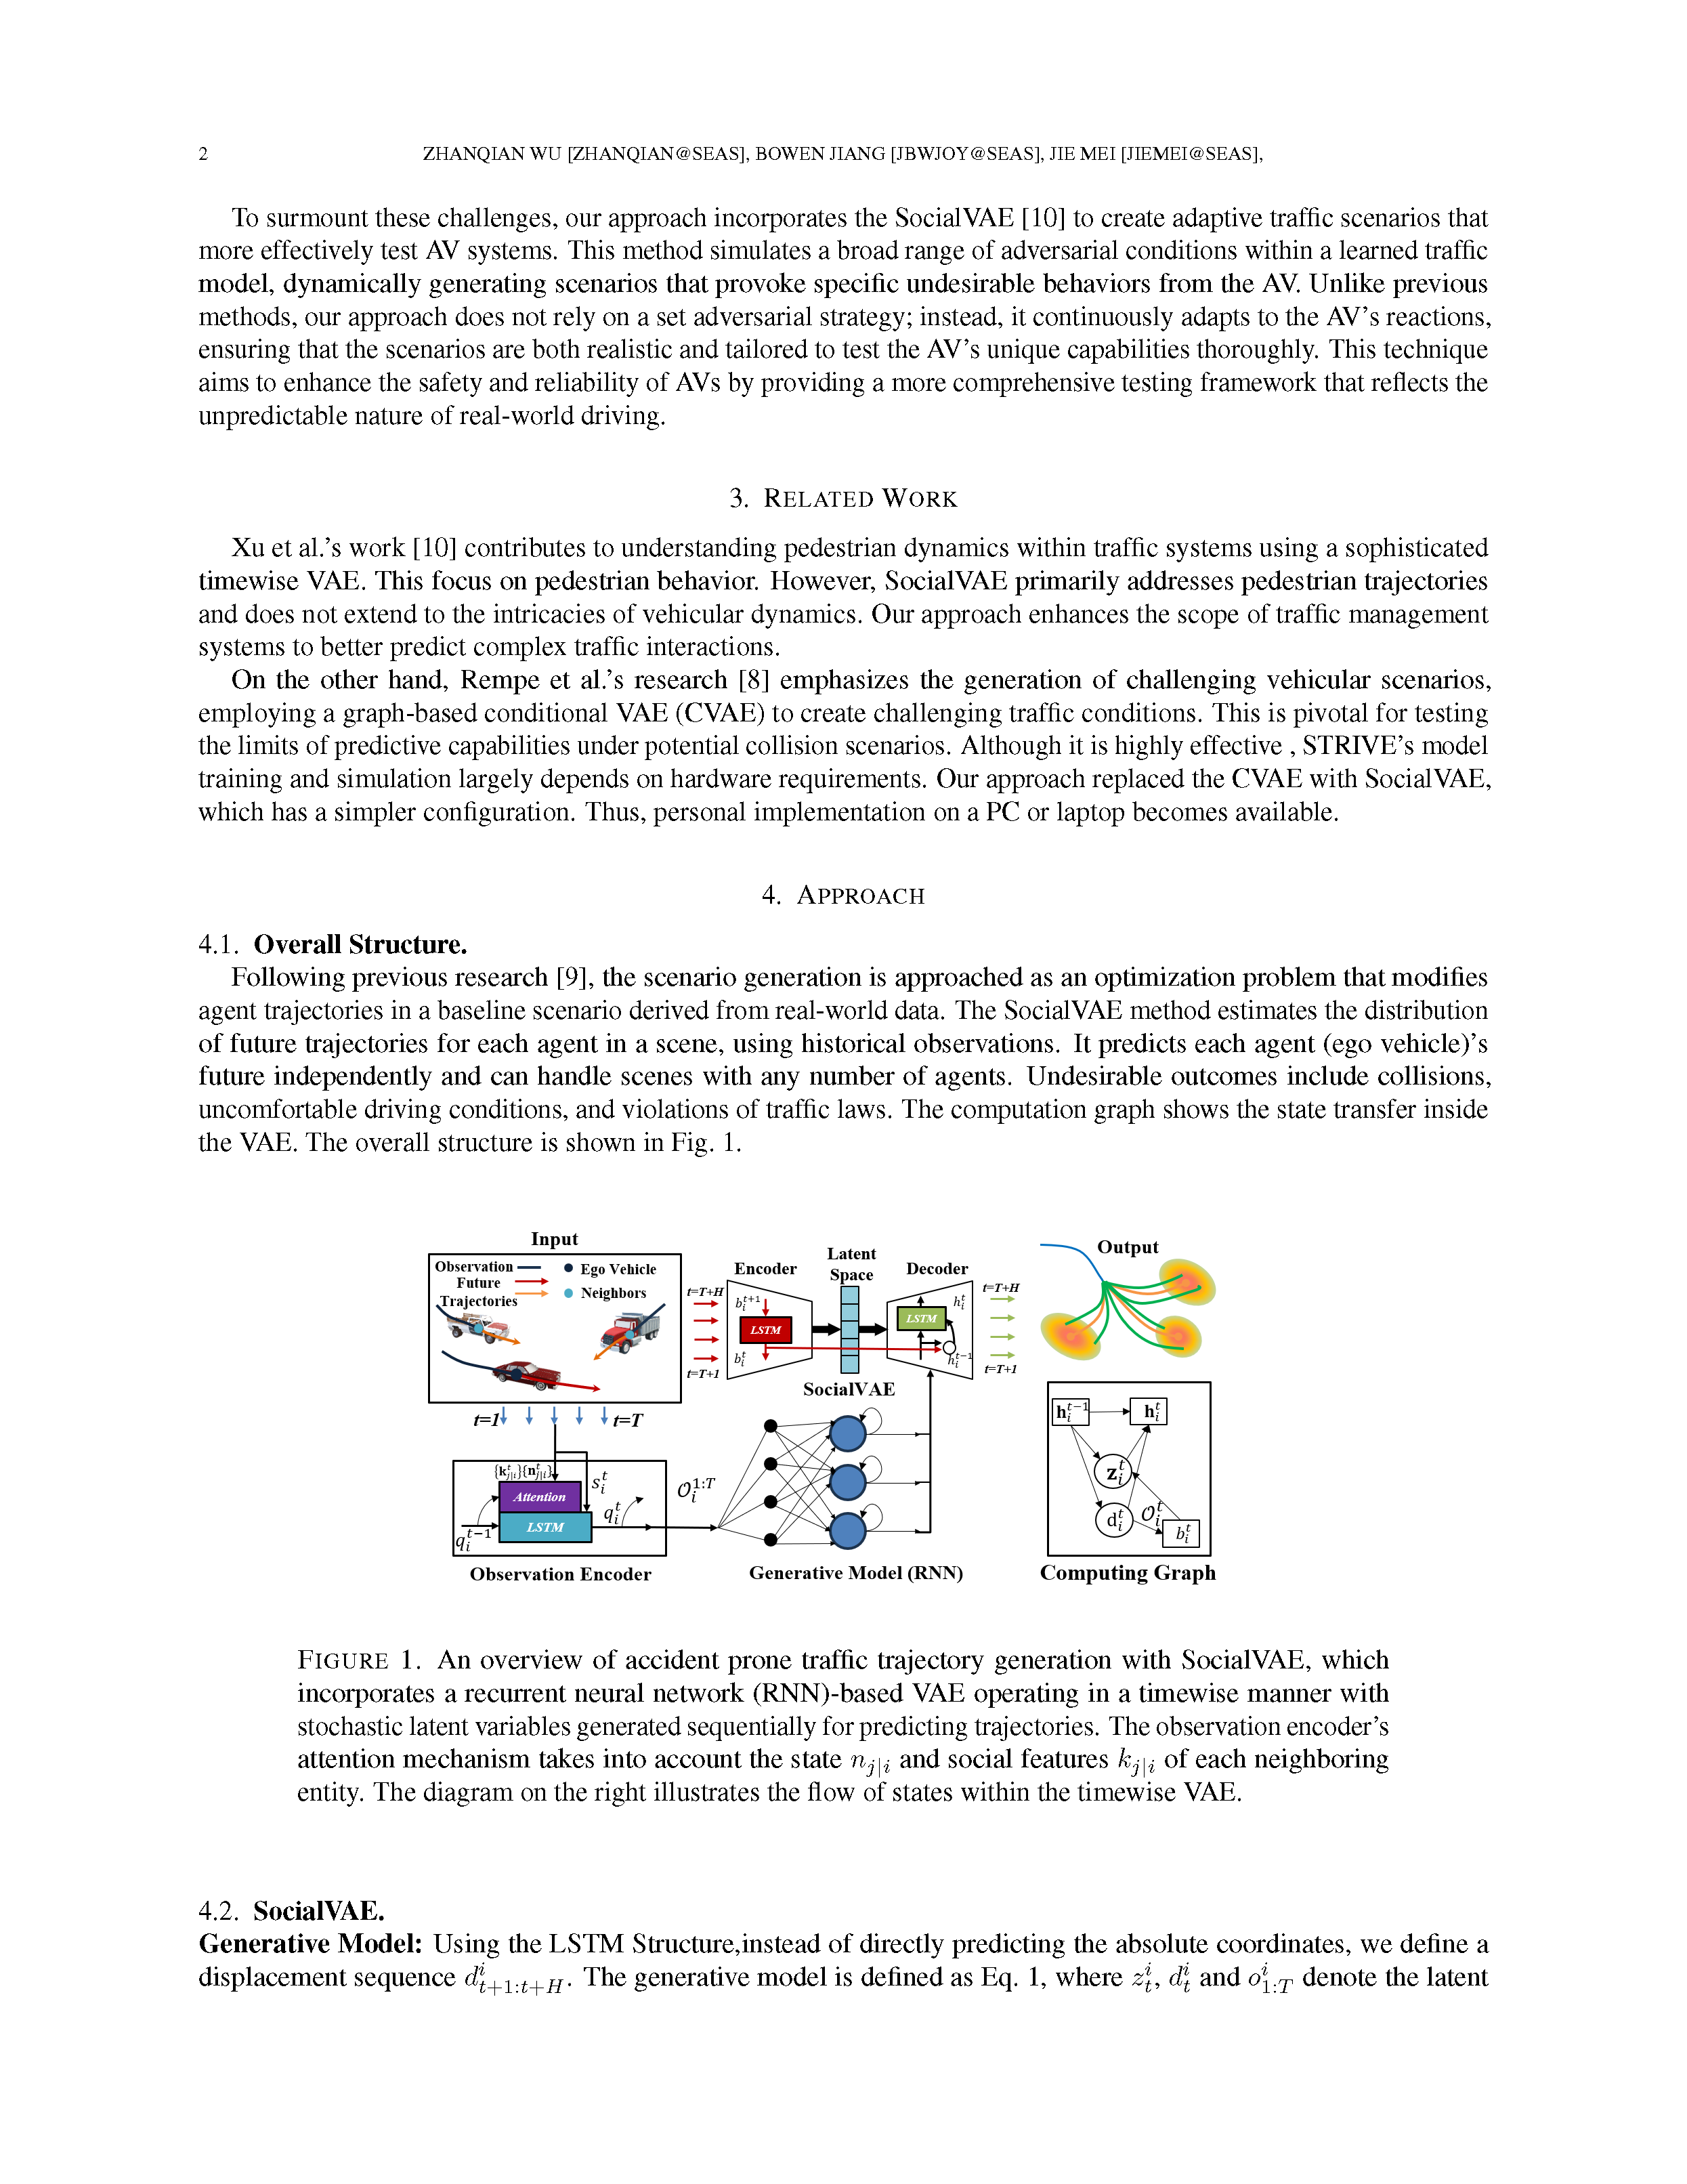 2 ZHANQIAN WU [ZHANQIAN@SEAS], BOWEN JIANG [JBWJOY@SEAS], JIE MEI [JIEMEI@SEAS],
To surmount these challenges, our approach incorporates the SocialVAE [10] to create adaptive traffic scenarios that
more effectively test AV systems. This method simulates a broad range of adversarial conditions within a learned traffic
model, dynamically generating scenarios that provoke specific undesirable behaviors from the AV. Unlike previous
methods, our approach does not rely on a set adversarial strategy; instead, it continuously adapts to the AV's reactions,
ensuring that the scenarios are both realistic and tailored to test the AV's unique capabilities thoroughly. This technique
aims to enhance the safety and reliability of AVs by providing a more comprehensive testing framework that reflects the
unpredictable nature of real-world driving.
3. RELATED WORK
Xu et al.'s work [10] contributes to understanding pedestrian dynamics within traffic systems using a sophisticated
timewise VAE. This focus on pedestrian behavior. However, SocialVAE primarily addresses pedestrian trajectories
and does not extend to the intricacies of vehicular dynamics. Our approach enhances the scope of traffic management
systems to better predict complex traffic interactions.
On the other hand, Rempe et al.'s research [8] emphasizes the generation of challenging vehicular scenarios,
employing a graph-based conditional VAE (CVAE) to create challenging traffic conditions. This is pivotal for testing
the limits of predictive capabilities under potential collision scenarios. Although it is highly effective , STRIVE's model
training and simulation largely depends on hardware requirements. Our approach replaced the CVAE with SocialVAE,
which has a simpler configuration. Thus, personal implementation on a PC or laptop becomes available.
4. APPROACH
4.1. Overall Structure.
Following previous research [9], the scenario generation is approached as an optimization problem that modifies
agent trajectories in a baseline scenario derived from real-world data. The SocialVAE method estimates the distribution
of future trajectories for each agent in a scene, using historical observations. It predicts each agent (ego vehicle)'s
future independently and can handle scenes with any number of agents. Undesirable outcomes include collisions,
uncomfortable driving conditions, and violations of traffic laws. The computation graph shows the state transfer inside
the VAE. The overall structure is shown in Fig. 1.
Input
Observation
Future
Trajectories
Ego Vehicle
Neighbors
t=1
t=T
t=T+H
t=T+1
Encoder
b_i^{t+1}
LSTM
b_i^t
Latent
Space
Decoder
h_i^t
LSTM
h_i^{t-1}
t=T+H
t=T+1
SocialVAE
Output
{k_{j|i}^t}{n_{j|i}^t}
s_i^t
Attention
LSTM
q_i^{t-1}
q_i^t
Observation Encoder
O_i^{1:T}
Generative Model (RNN)
h_i^{t-1}
h_i^t
z_i^t
d_i^t
O_i^t
b_i^t
Computing Graph
FIGURE 1. An overview of accident prone traffic trajectory generation with SocialVAE, which
incorporates a recurrent neural network (RNN)-based VAE operating in a timewise manner with
stochastic latent variables generated sequentially for predicting trajectories. The observation encoder's
attention mechanism takes into account the state n_{j|i} and social features k_{j|i} of each neighboring
entity. The diagram on the right illustrates the flow of states within the timewise VAE.
4.2. SocialVAE.
Generative Model: Using the LSTM Structure,instead of directly predicting the absolute coordinates, we define a
displacement sequence d^i_{t+1:t+H}. The generative model is defined as Eq. 1, where z^i_t, d^i_t and o^i_{1:T} denote the latent